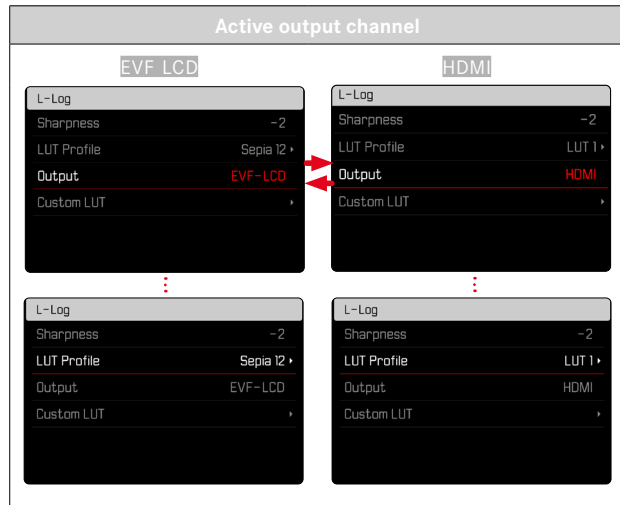 Active output channel
EVF LCD
L-Log
Sharpness -2
LUT Profile Sepia 12
Output EVF-LCD
Custom LUT
HDMI
L-Log
Sharpness -2
LUT Profile LUT 1
Output HDMI
Custom LUT
L-Log
Sharpness -2
LUT Profile Sepia 12
Output EVF-LCD
Custom LUT
L-Log
Sharpness -2
LUT Profile LUT 1
Output HDMI
Custom LUT